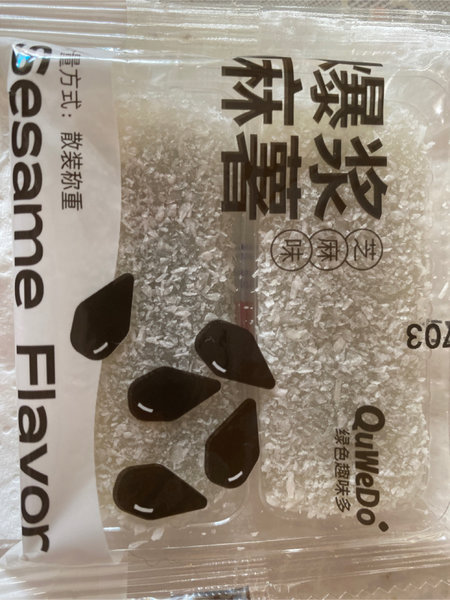 爆浆
麻薯
芝麻味
QuWeDo
绿色趣味多
量方式：散装称重
Sesame Flavor